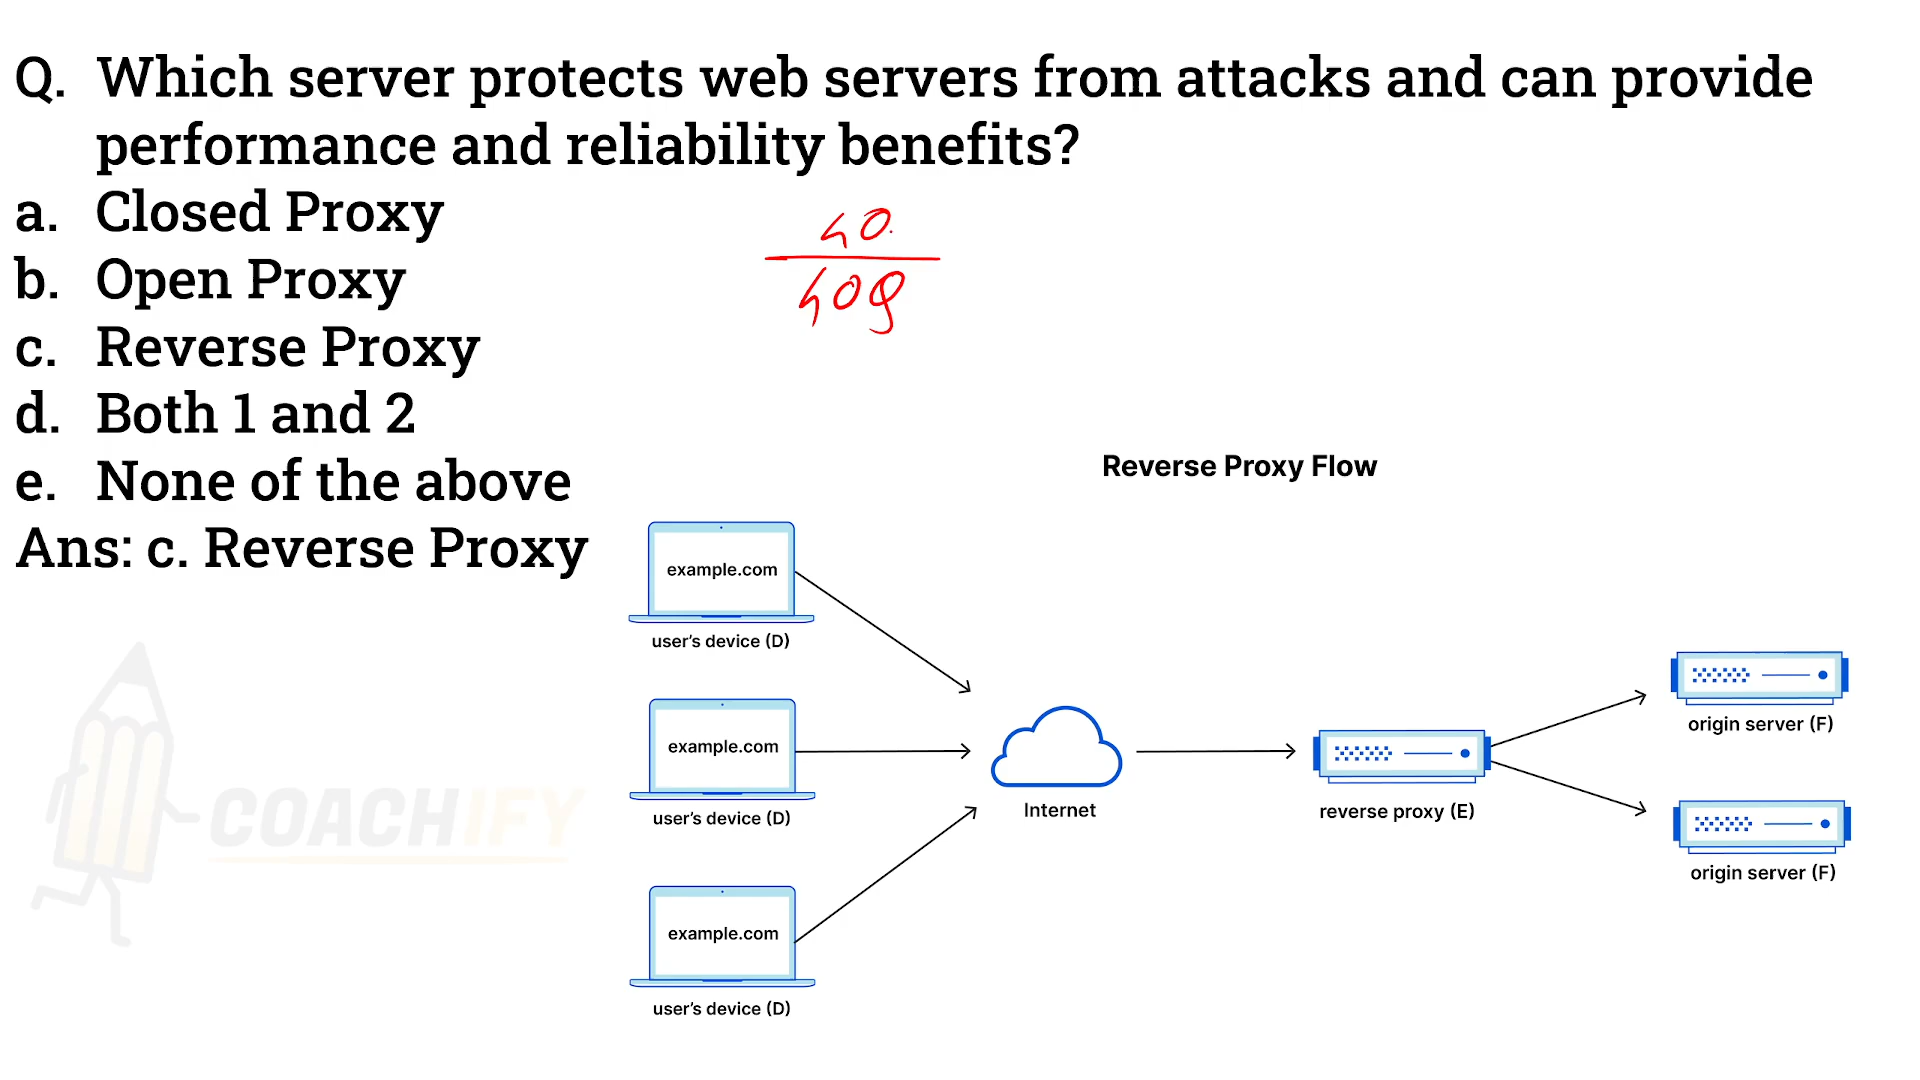 Q. Which server protects web servers from attacks and can provide
performance and reliability benefits?
a. Closed Proxy
b. Open Proxy
c. Reverse Proxy
d. Both 1 and 2
e. None of the above
Ans: c. Reverse Proxy
40
409
Reverse Proxy Flow
example.com
user's device (D)
example.com
user's device (D)
example.com
user's device (D)
Internet
reverse proxy (E)
origin server (F)
origin server (F)
COACHIFY